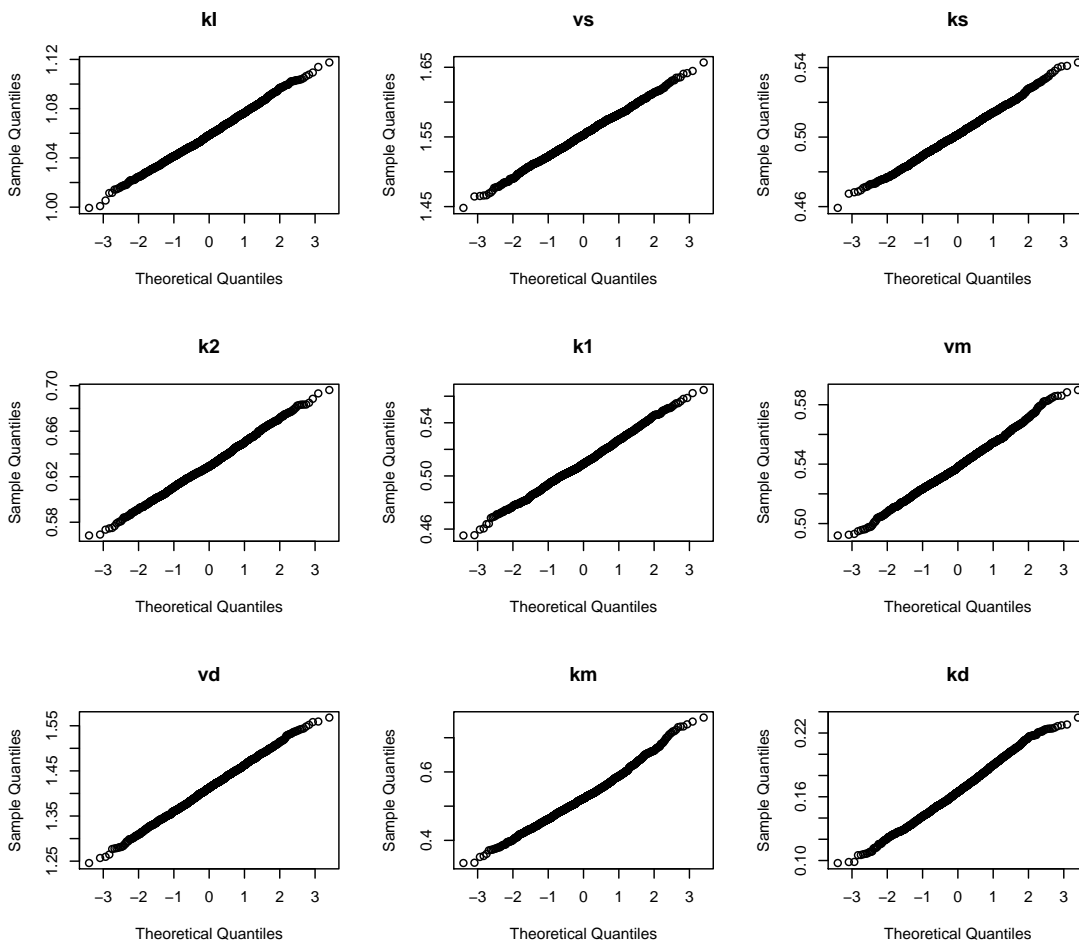 kl vs ks
Sample Quantiles
1.00 1.04 1.08 1.12
−3 −2 −1 0 1 2 3
Theoretical Quantiles
Sample Quantiles
1.45 1.55 1.65
−3 −2 −1 0 1 2 3
Theoretical Quantiles
Sample Quantiles
0.46 0.50 0.54
−3 −2 −1 0 1 2 3
Theoretical Quantiles
k2 k1 vm
Sample Quantiles
0.58 0.62 0.66 0.70
−3 −2 −1 0 1 2 3
Theoretical Quantiles
Sample Quantiles
0.46 0.50 0.54
−3 −2 −1 0 1 2 3
Theoretical Quantiles
Sample Quantiles
0.50 0.54 0.58
−3 −2 −1 0 1 2 3
Theoretical Quantiles
vd km kd
Sample Quantiles
1.25 1.35 1.45 1.55
−3 −2 −1 0 1 2 3
Theoretical Quantiles
Sample Quantiles
0.4 0.6
−3 −2 −1 0 1 2 3
Theoretical Quantiles
Sample Quantiles
0.10 0.16 0.22
−3 −2 −1 0 1 2 3
Theoretical Quantiles